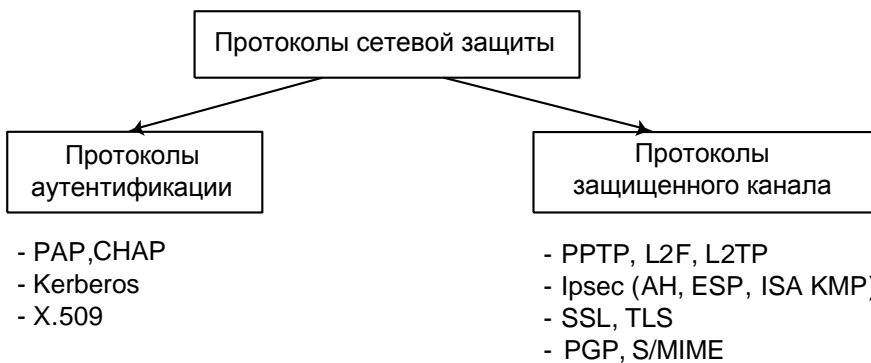 Протоколы сетевой защиты
Протоколы
аутентификации
Протоколы
защищенного канала
- PAP,CHAP
- Kerberos
- X.509
- PPTP, L2F, L2TP
- Ipsec (AH, ESP, ISA KMP)
- SSL, TLS
- PGP, S/MIME